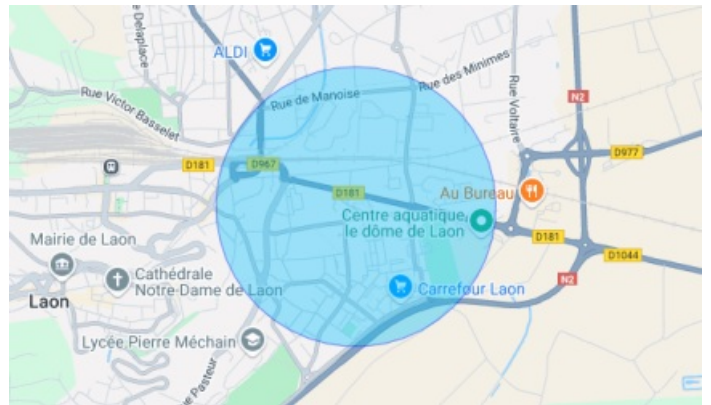 Rue Delaplace
ALDI
Rue des Minimes
Rue de Manoise
Rue Victor Basselet
Rue Voltaire
N2
D977
D181
D967
D181
Au Bureau
Centre aquatique
le dôme de Laon
D181
D1044
Mairie de Laon
Cathédrale
Notre-Dame de Laon
Laon
Carrefour Laon
N2
Lycée Pierre Méchain
Rue Pasteur